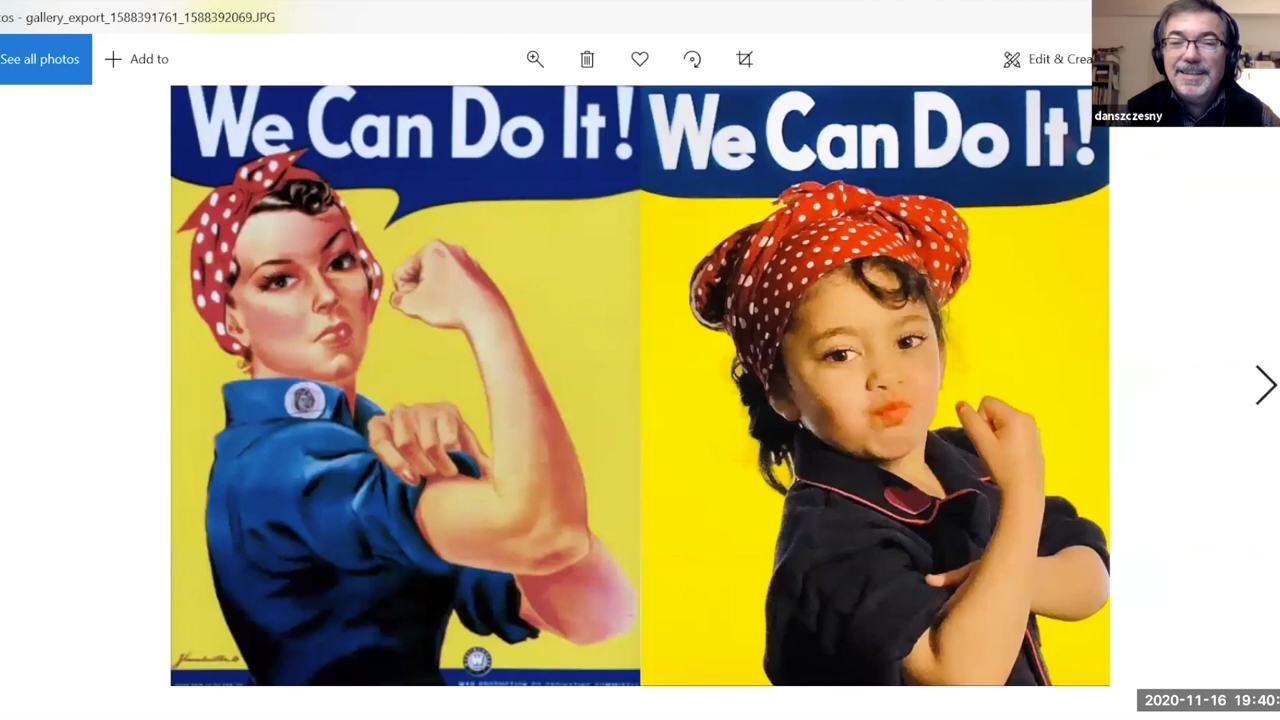 os - gallery_export_1588391761_1588392069.JPG
See all photos
Add to
Edit & Crea
danszczesny
We Can Do It!
We Can Do It!
W
2020-11-16 19:40: